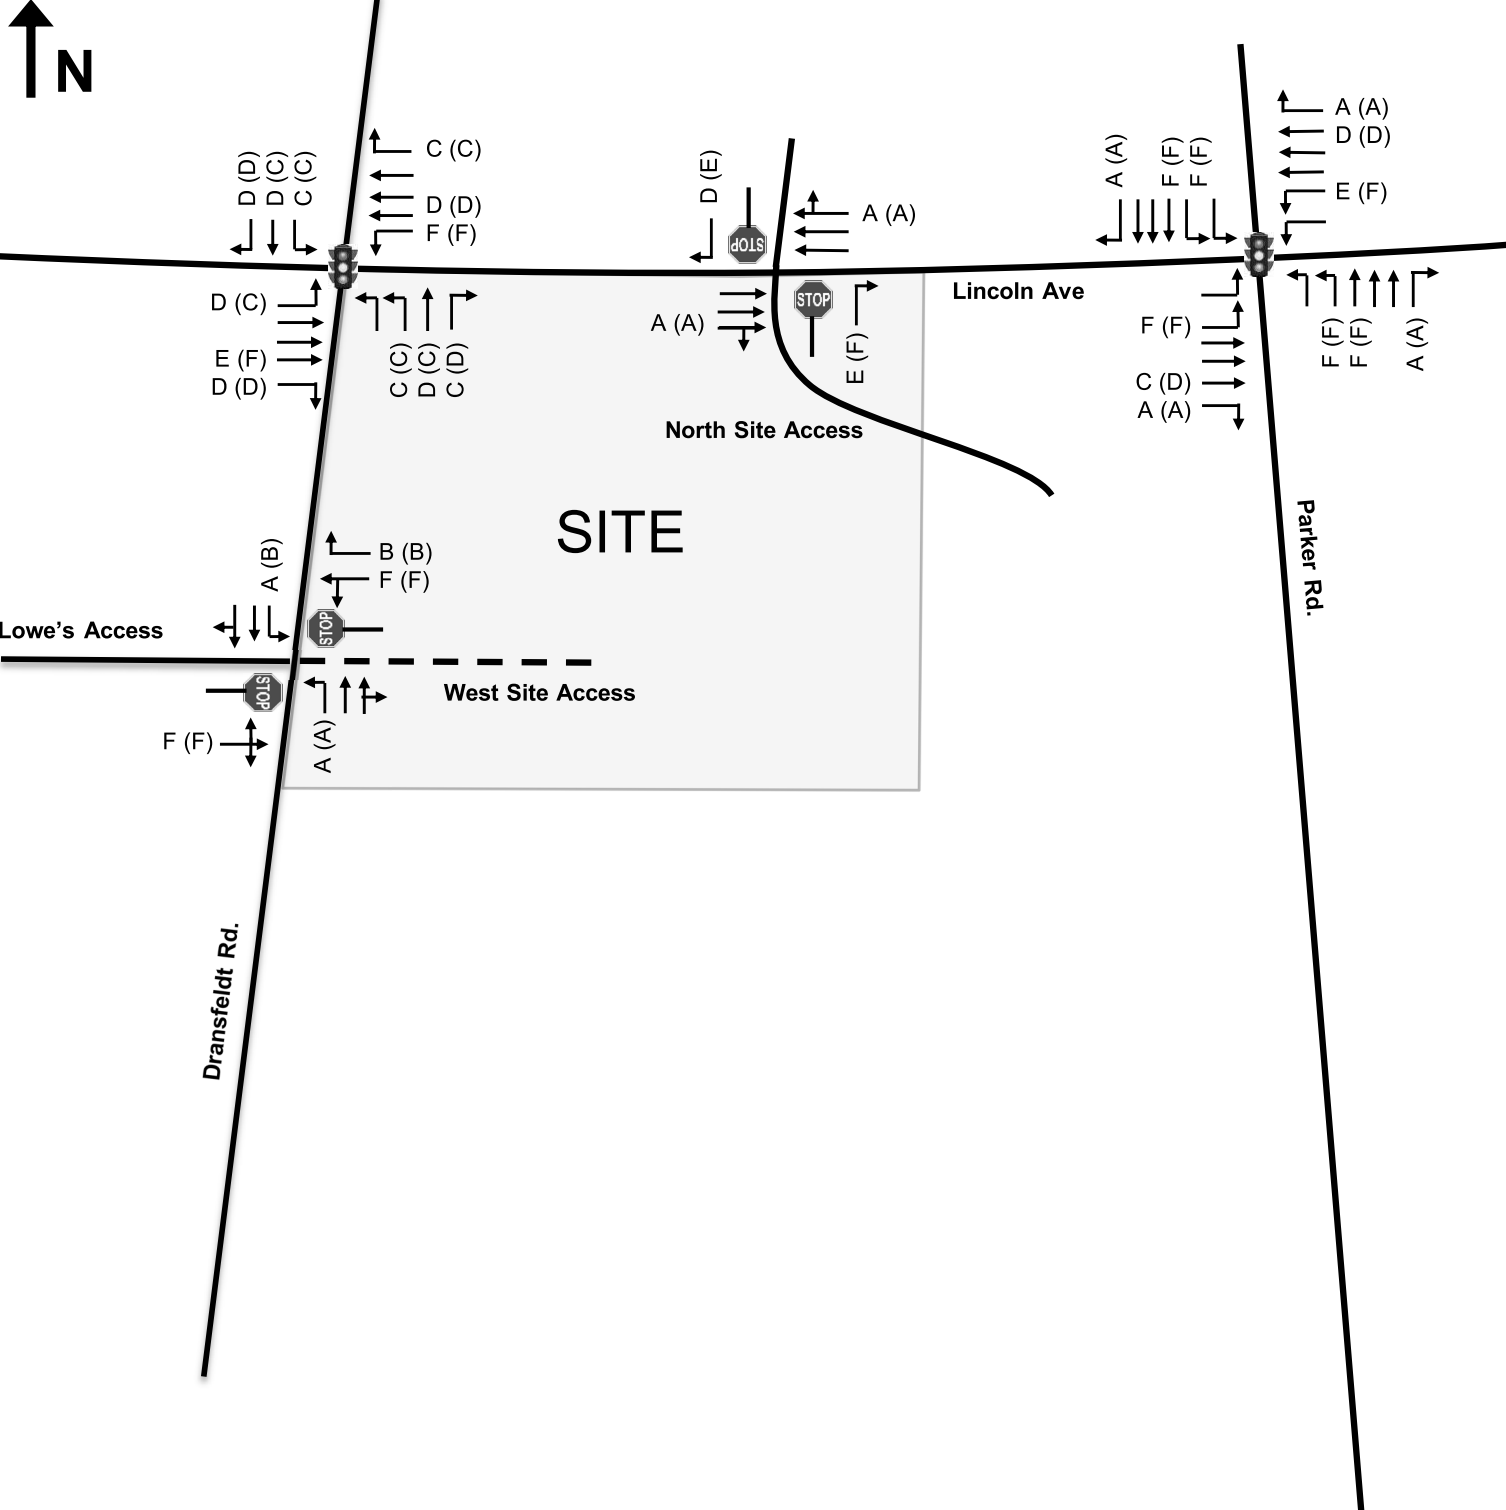 N
D (D)
D (C)
C (C)
C (C)
D (D)
F (F)
D (E)
STOP
A (A)
A (A)
F (F)
F (F)
A (A)
D (D)
E (F)
D (C)
E (F)
D (D)
C (C)
D (C)
C (D)
A (A)
STOP
E (F)
Lincoln Ave
F (F)
C (D)
A (A)
F (F)
F (F)
A (A)
North Site Access
SITE
Parker Rd.
A (B)
B (B)
F (F)
STOP
Lowe's Access
West Site Access
STOP
F (F)
A (A)
Dransfeldt Rd.